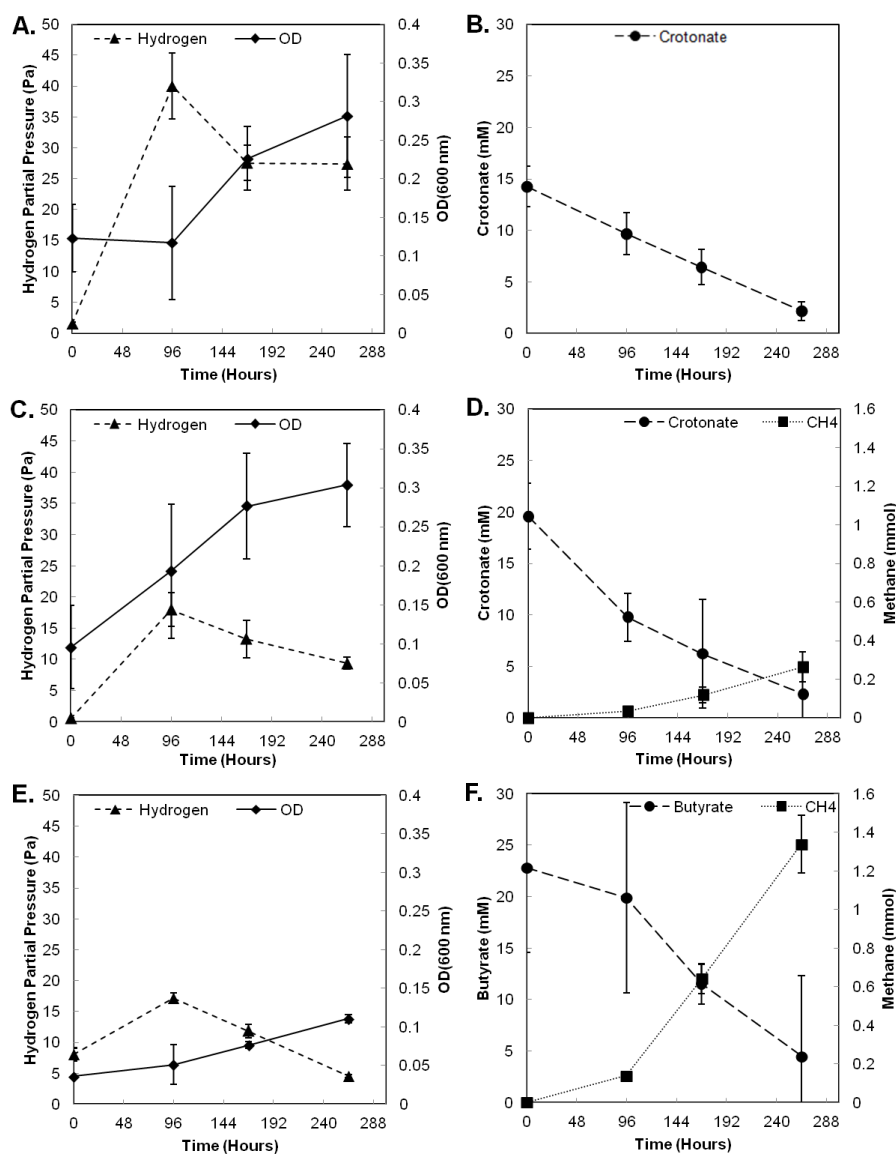 A.
Hydrogen OD
Hydrogen Partial Pressure (Pa)
50
45
40
35
30
25
20
15
10
5
0
0.4
0.3
0.2
0.1
0.05
0
0.15
0.25
0.35
OD(600 nm)
0 48 96 144 192 240 288
Time (Hours)
B.
Crotonate
Crotonate (mM)
30
25
20
15
10
5
0
0 48 96 144 192 240 288
Time (Hours)
C.
Hydrogen OD
Hydrogen Partial Pressure (Pa)
50
45
40
35
30
25
20
15
10
5
0
0.4
0.35
0.3
0.25
0.2
0.15
0.1
0.05
0
OD(600 nm)
0 48 96 144 192 240 288
Time (Hours)
D.
Crotonate CH4
Crotonate (mM)
30
25
20
15
10
5
0
1.6
1.4
1.2
1
0.8
0.6
0.4
0.2
0
Methane (mmol)
0 48 96 144 192 240 288
Time (Hours)
E.
Hydrogen OD
Hydrogen Partial Pressure (Pa)
50
45
40
35
30
25
20
15
10
5
0
0.4
0.35
0.3
0.25
0.2
0.15
0.1
0.05
0
OD(600 nm)
0 48 96 144 192 240 288
Time (Hours)
F.
Butyrate CH4
Butyrate (mM)
30
25
20
15
10
5
0
1.6
1.4
1.2
1
0.8
0.6
0.4
0.2
0
Methane (mmol)
0 48 96 144 192 240 288
Time (Hours)